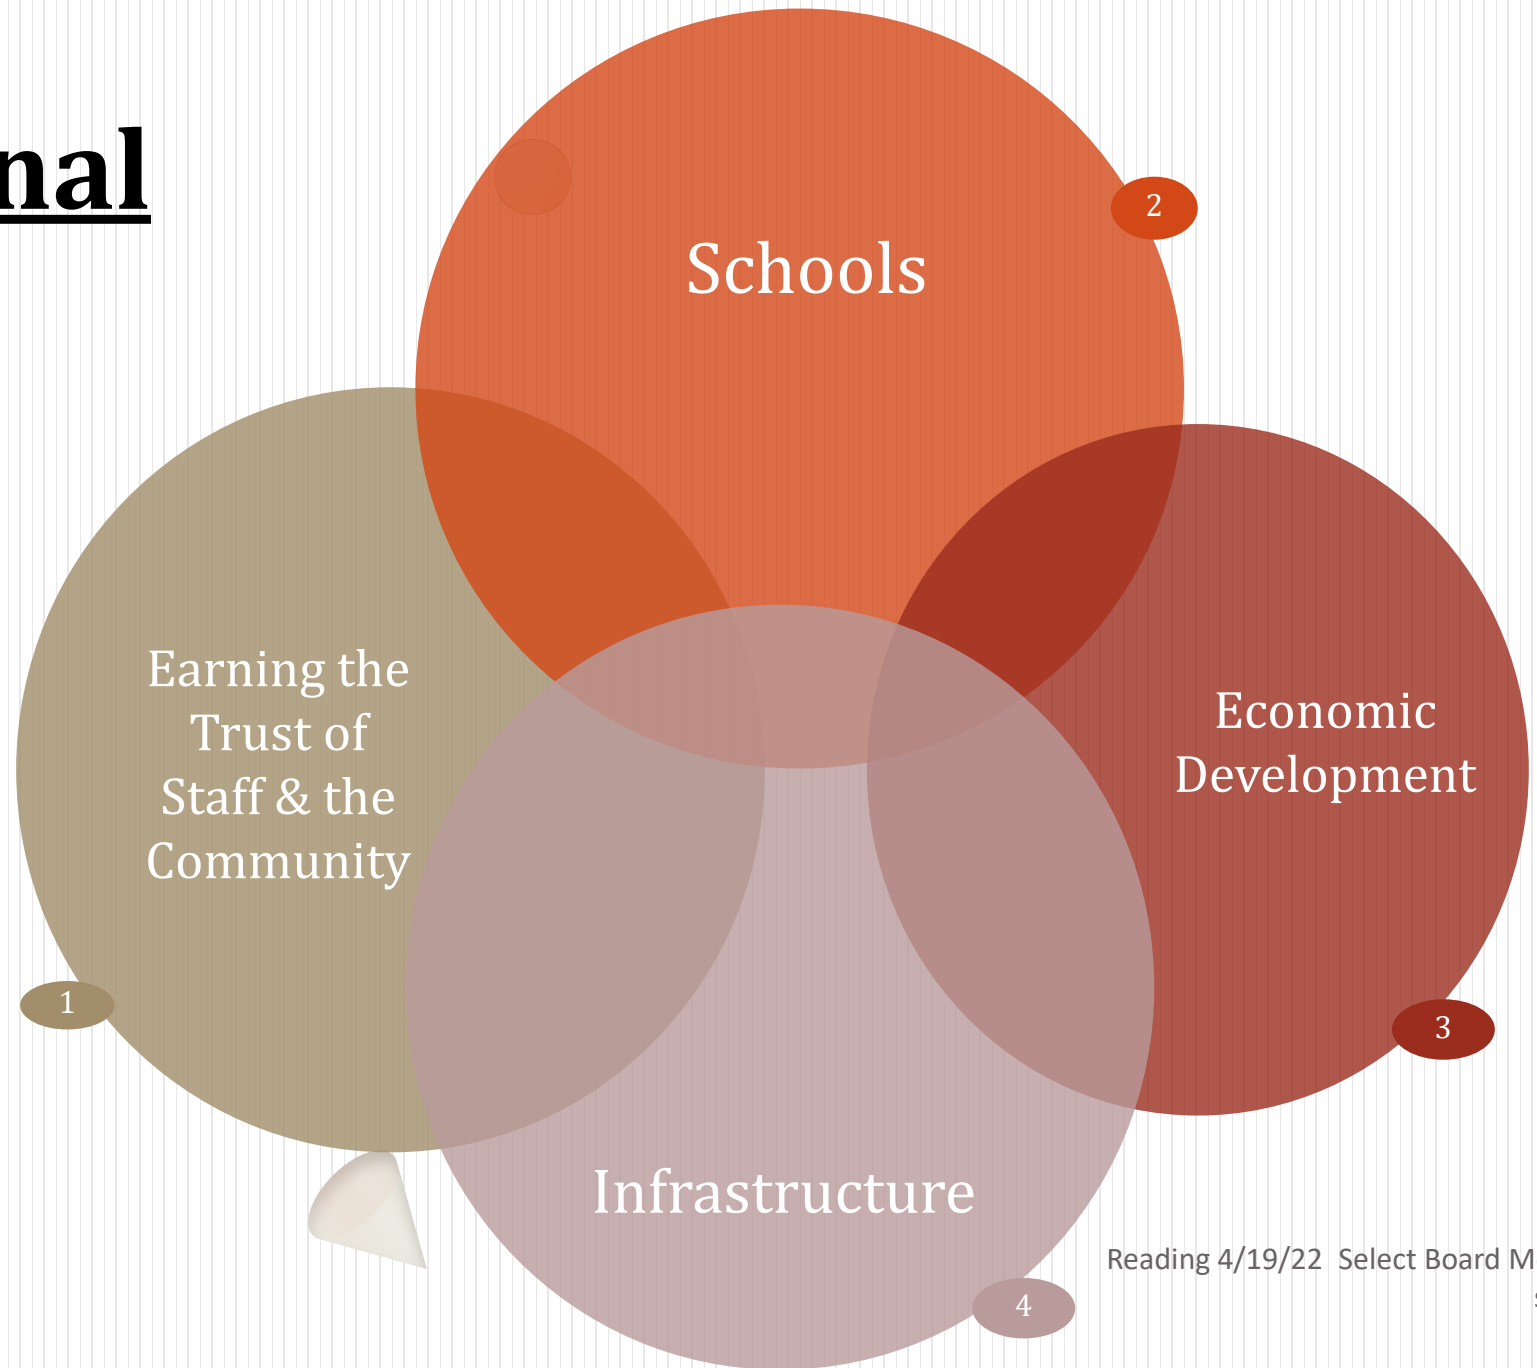 nal
2
Schools
Earning the
Trust of
Staff & the
Community
Economic
Development
1
3
Infrastructure
Reading 4/19/22 Select Board M
4